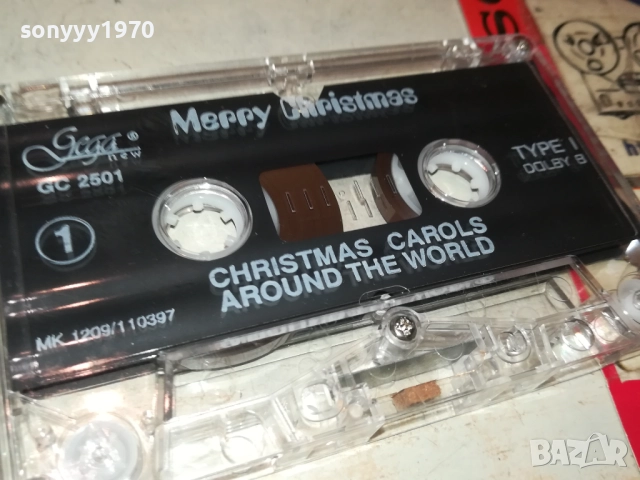 sonyyy1970
Merry Christmas
Gega ®
new
GC 2501
TYPE I
DOLBY B
1
CHRISTMAS CAROLS
AROUND THE WORLD
MK 1209/110397
BAZAR